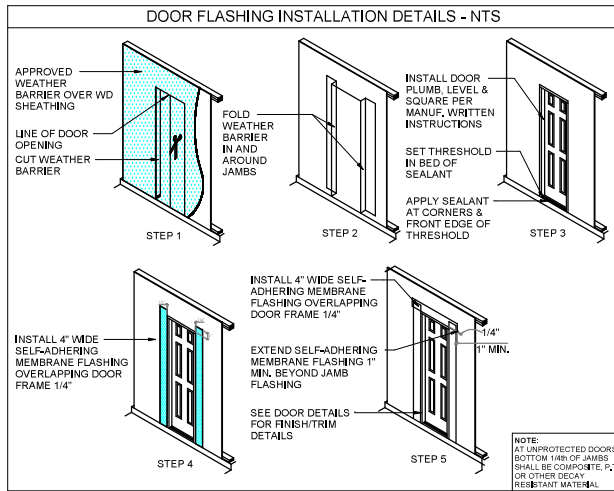 DOOR FLASHING INSTALLATION DETAILS - NTS
APPROVED
WEATHER
BARRIER OVER WD
SHEATHING
LINE OF DOOR
OPENING
CUT WEATHER
BARRIER
STEP 1
FOLD
WEATHER
BARRIER
IN AND
AROUND
JAMBS
STEP 2
INSTALL DOOR
PLUMB, LEVEL &
SQUARE PER
MANUF. WRITTEN
INSTRUCTIONS
SET THRESHOLD
IN BED OF
SEALANT
APPLY SEALANT
AT CORNERS &
FRONT EDGE OF
THRESHOLD
STEP 3
INSTALL 4" WIDE
SELF-ADHERING
MEMBRANE FLASHING
OVERLAPPING DOOR
FRAME 1/4"
STEP 4
INSTALL 4" WIDE SELF-
ADHERING MEMBRANE
FLASHING OVERLAPPING
DOOR FRAME 1/4"
EXTEND SELF-ADHERING
MEMBRANE FLASHING 1"
MIN. BEYOND JAMB
FLASHING
SEE DOOR DETAILS
FOR FINISH/TRIM
DETAILS
1/4"
1" MIN.
STEP 5
NOTE:
AT UNPROTECTED DOORS
BOTTOM 1/4th OF JAMBS
SHALL BE COMPOSITE, P.
OR OTHER DECAY
RESISTANT MATERIAL